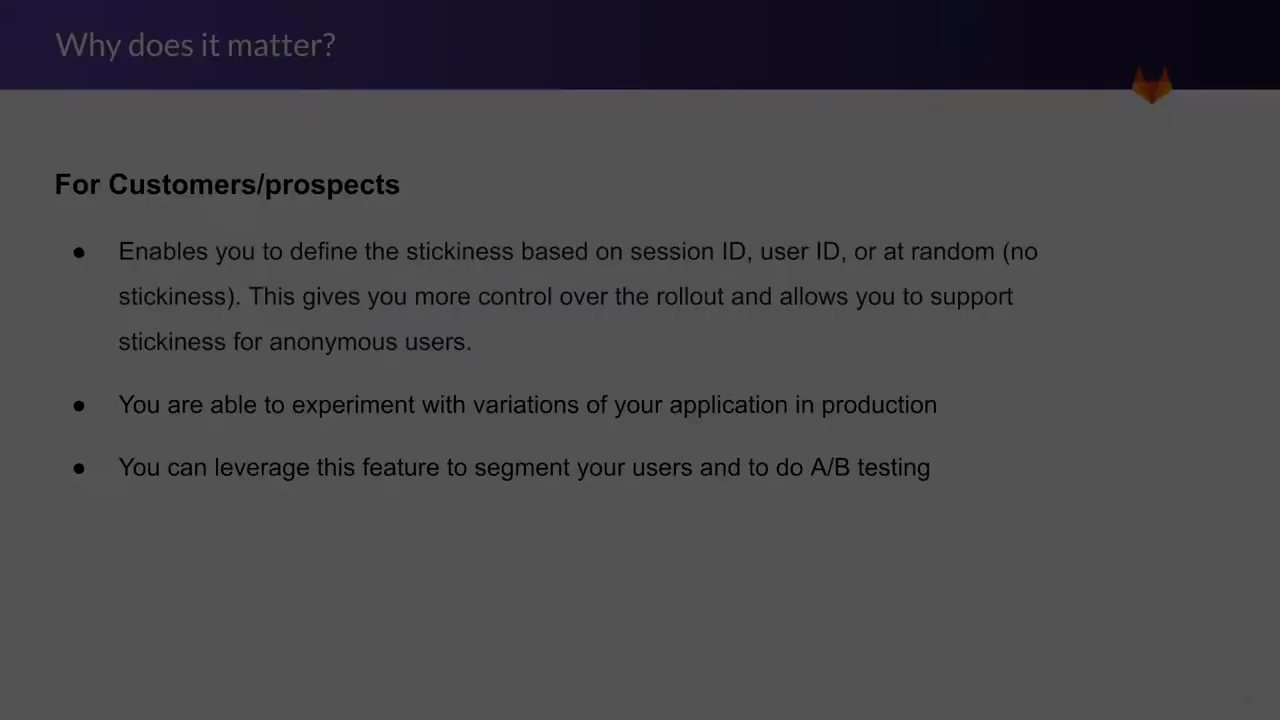 Why does it matter?
For Customers/prospects
● Enables you to define the stickiness based on session ID, user ID, or at random (no
stickiness). This gives you more control over the rollout and allows you to support
stickiness for anonymous users.
● You are able to experiment with variations of your application in production
● You can leverage this feature to segment your users and to do A/B testing